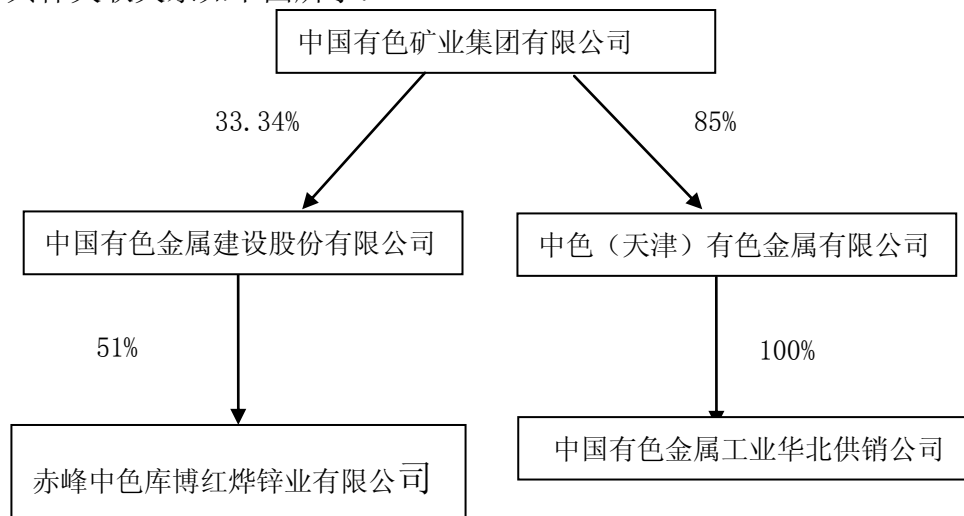 中国有色矿业集团有限公司
33.34%
85%
中国有色金属建设股份有限公司
中色（天津）有色金属有限公司
51%
100%
赤峰中色库博红烨锌业有限公司
中国有色金属工业华北供销公司